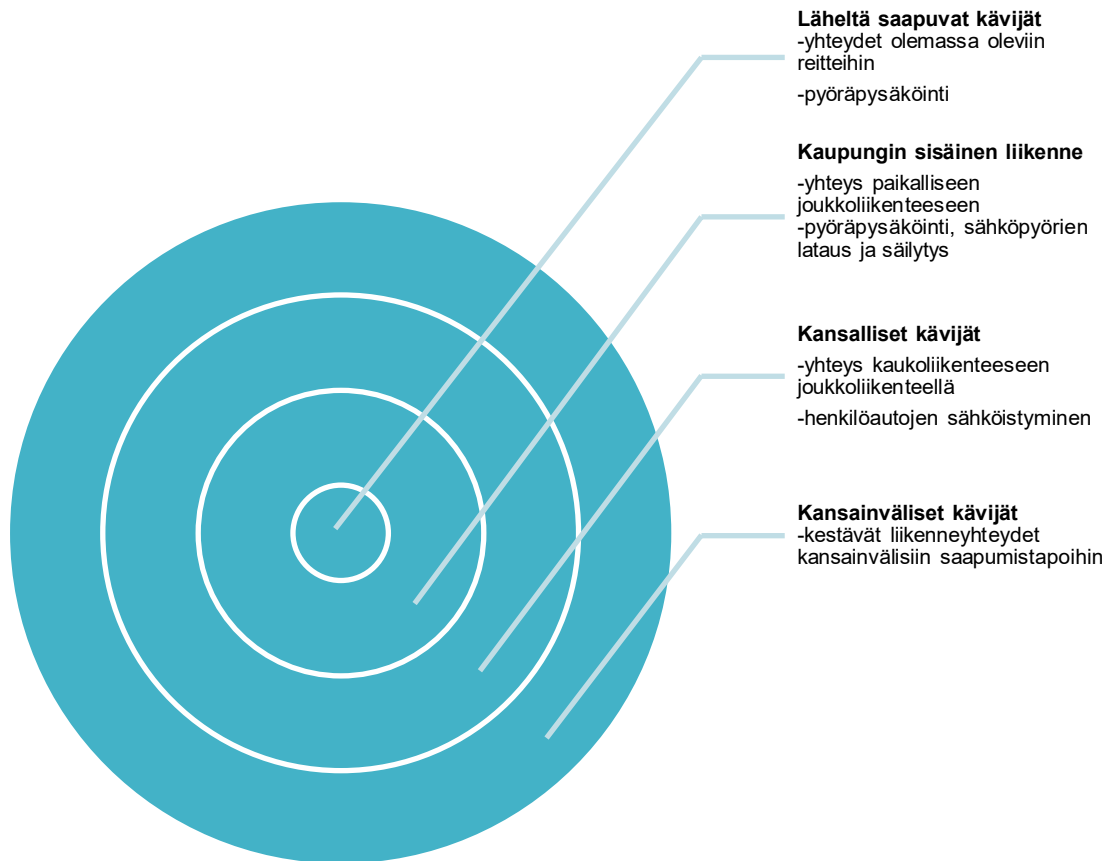 Läheltä saapuvat kävijät
-yhteydet olemassa oleviin
reitteihin
-pyöräpysäköinti
Kaupungin sisäinen liikenne
-yhteys paikalliseen
joukkoliikenteeseen
-pyöräpysäköinti, sähköpyörien
lataus ja säilytys
Kansalliset kävijät
-yhteys kaukoliikenteeseen
joukkoliikenteellä
-henkilöautojen sähköistyminen
Kansainväliset kävijät
-kestävät liikenneyhteydet
kansainvälisiin saapumistapoihin